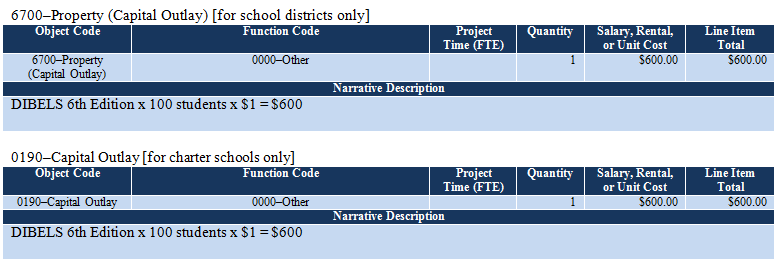 6700–Property (Capital Outlay) [for school districts only]
Object Code Function Code Project Time (FTE) Quantity Salary, Rental, or Unit Cost Line Item Total
6700–Property (Capital Outlay) 0000–Other 1 $600.00 $600.00
Narrative Description
DIBELS 6th Edition x 100 students x $1 = $600
0190–Capital Outlay [for charter schools only]
Object Code Function Code Project Time (FTE) Quantity Salary, Rental, or Unit Cost Line Item Total
0190–Capital Outlay 0000–Other 1 $600.00 $600.00
Narrative Description
DIBELS 6th Edition x 100 students x $1 = $600